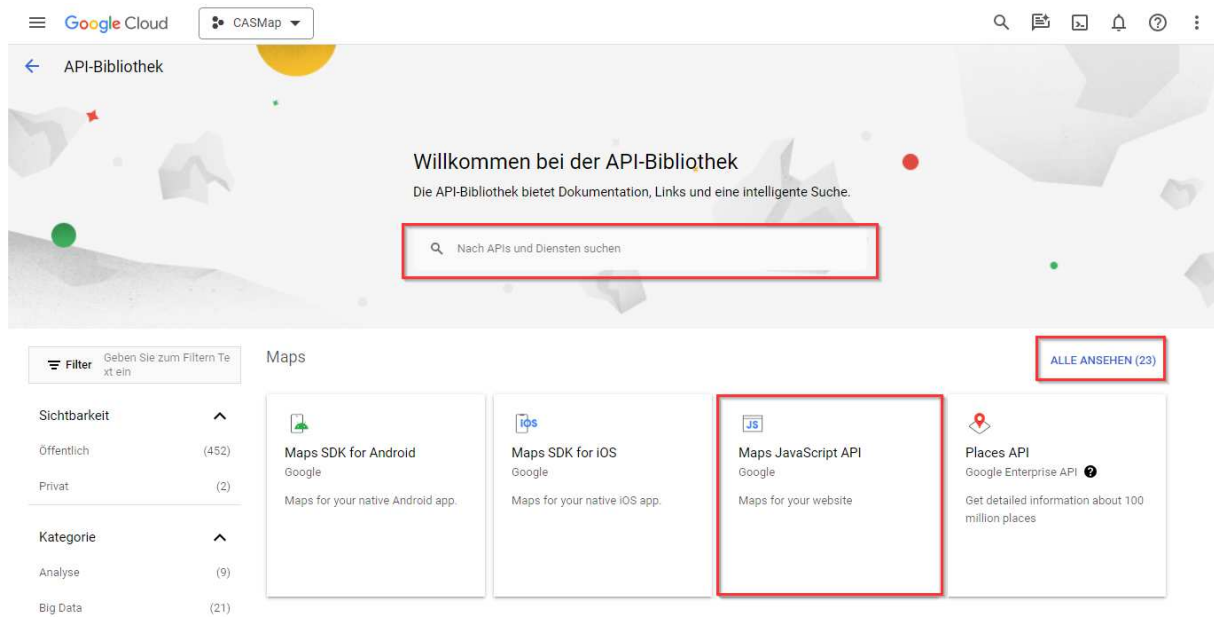 Google Cloud
CASMap
API-Bibliothek
Willkommen bei der API-Bibliothek
Die API-Bibliothek bietet Dokumentation, Links und eine intelligente Suche.
Nach APIs und Diensten suchen
Filter
Geben Sie zum Filtern Te
xt ein
Sichtbarkeit
Öffentlich (452)
Privat (2)
Kategorie
Analyse (9)
Big Data (21)
Maps
ALLE ANSEHEN (23)
Maps SDK for Android
Google
Maps for your native Android app.
iOS
Maps SDK for iOS
Google
Maps for your native iOS app.
JS
Maps JavaScript API
Google
Maps for your website
Places API
Google Enterprise API
Get detailed information about 100
million places